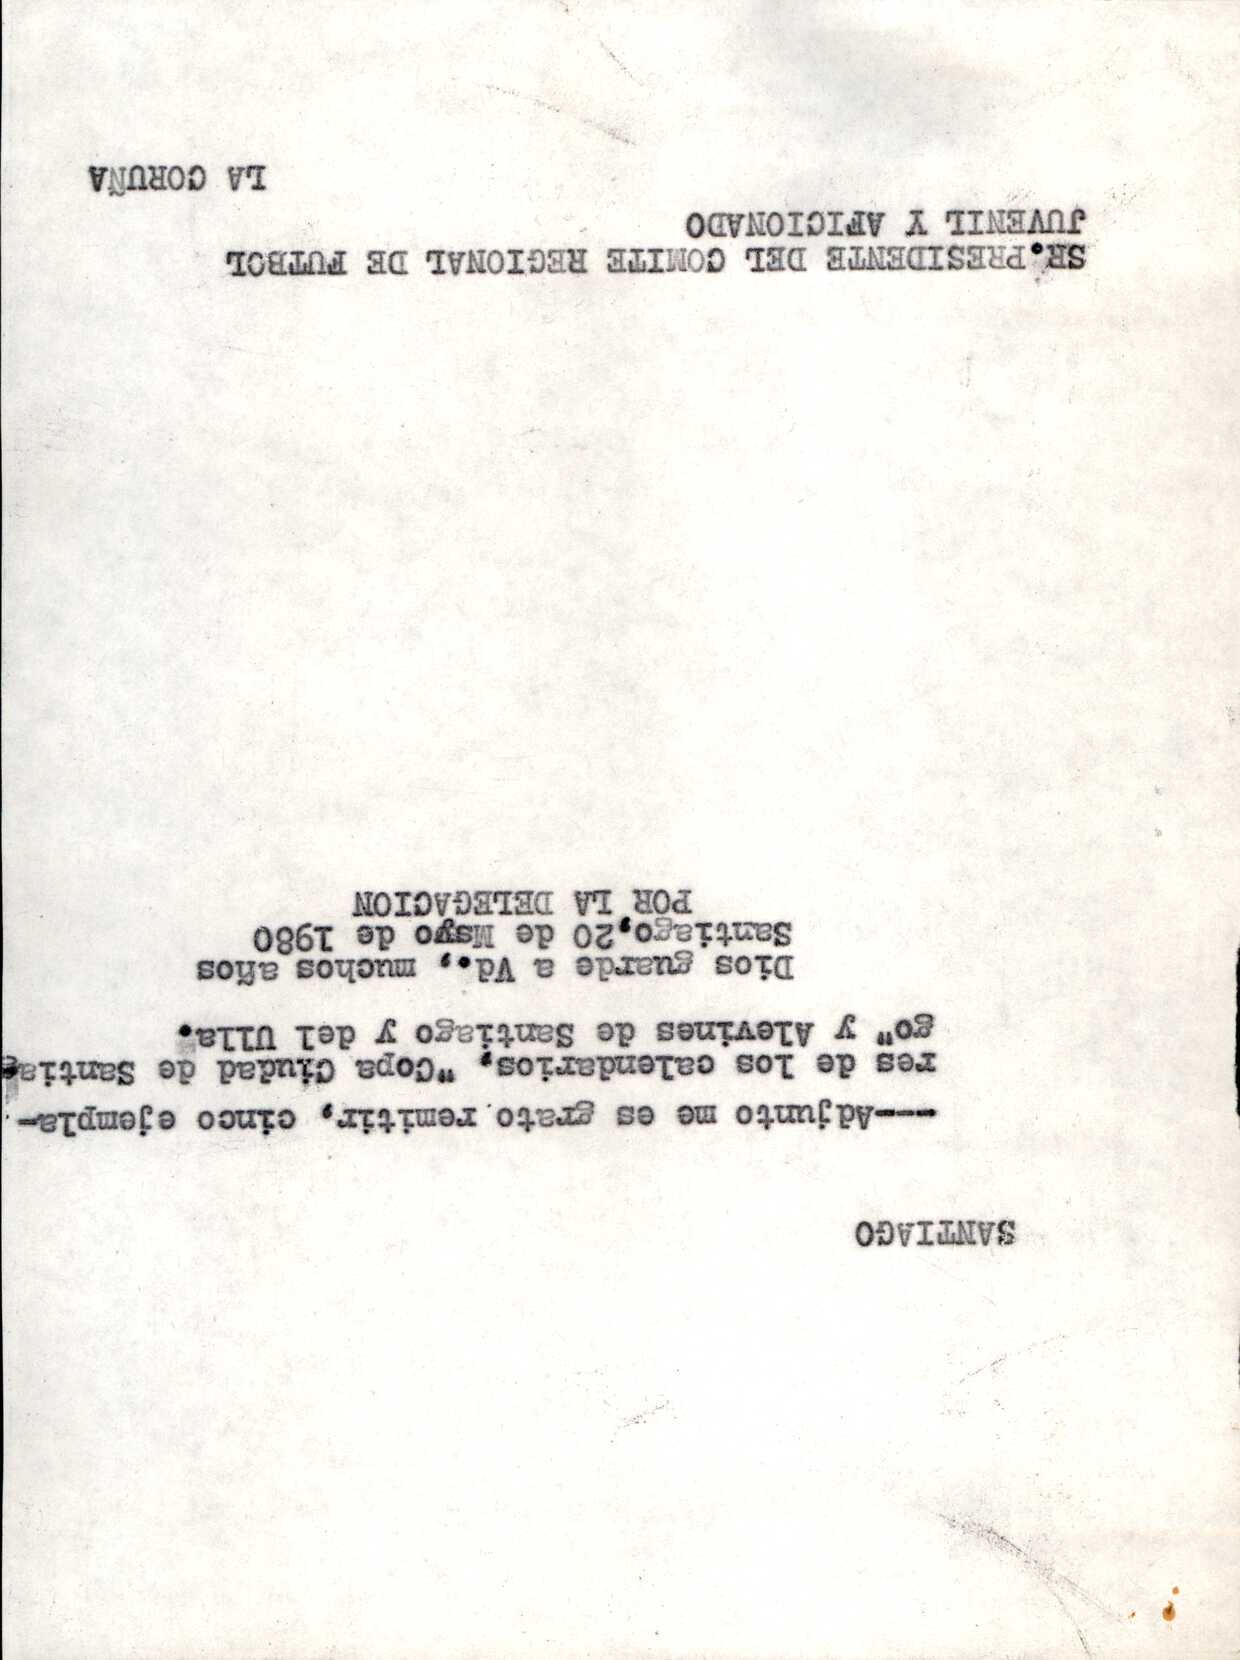 SANTIAGO
---Adjunto me es grato remitir, cinco ejempla-
res de los calendarios, "Copa Ciudad de Santia
go" y Alevines de Santiago y del Ulla.
Dios guarde a Vd., muchos años
Santiago,20 de Mayo de 1980
POR LA DELEGACION
SR.PRESIDENTE DEL COMITE REGIONAL DE FUTBOL
JUVENIL Y AFICIONADO
LA CORUÑA